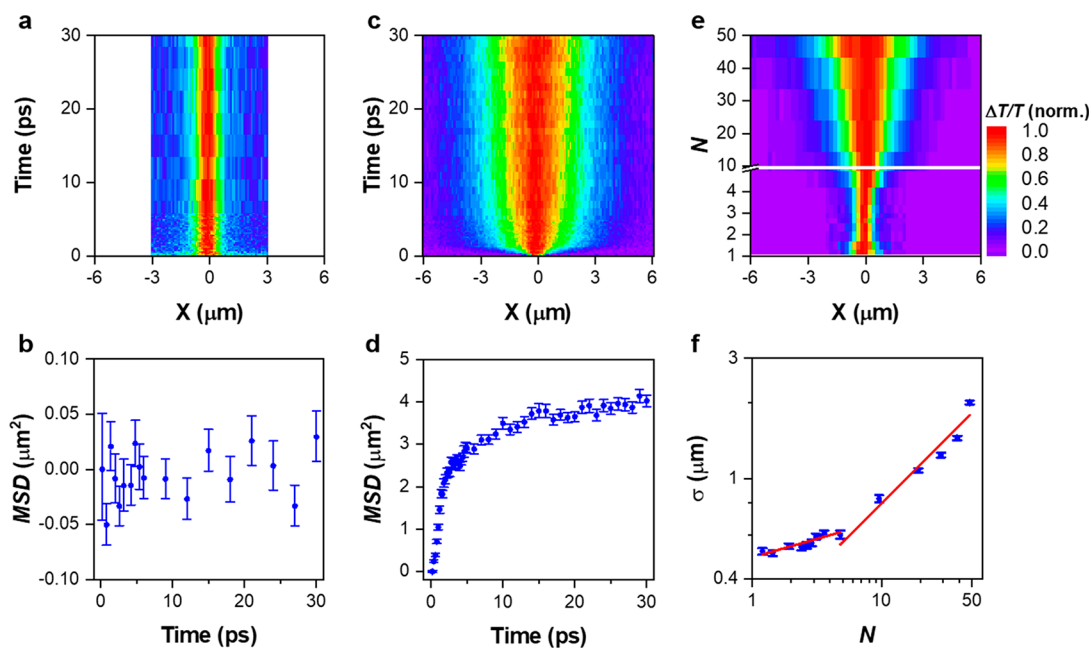 a
30
20
10
0
Time (ps)
-6 -3 0 3 6
X (μm)
c
30
20
10
0
Time (ps)
-6 -3 0 3 6
X (μm)
e
50
40
30
20
10
4
3
2
1
N
-6 -3 0 3 6
X (μm)
ΔT/T (norm.)
1.0
0.8
0.6
0.4
0.2
0.0
b
0.10
0.05
0.00
-0.05
-0.10
MSD (μm²)
0 10 20 30
Time (ps)
d
5
4
3
2
1
0
MSD (μm²)
0 10 20 30
Time (ps)
f
3
1
0.4
σ (μm)
1 10 50
N